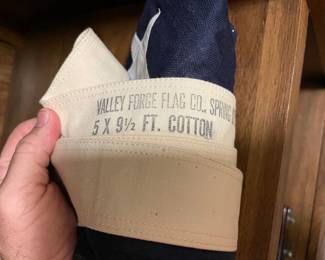 VALLEY FORGE FLAG CO., SPRING
5 X 9½ FT. COTTON